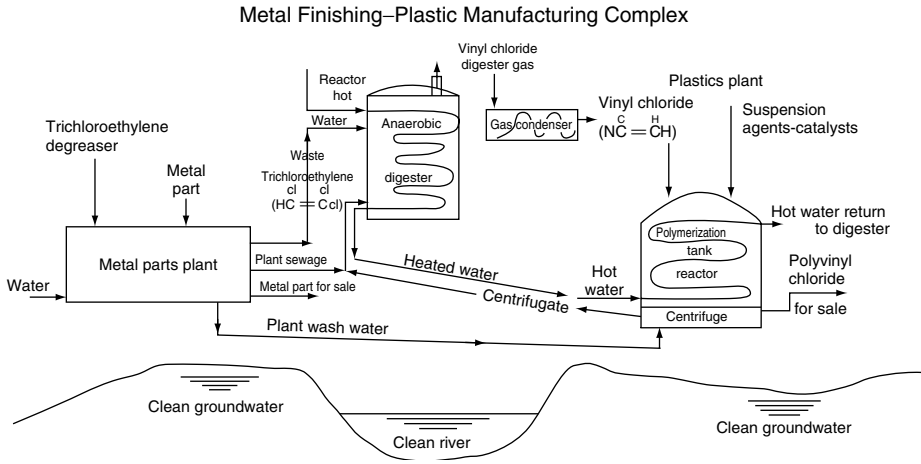 Metal Finishing–Plastic Manufacturing Complex
Trichloroethylene
degreaser
Metal
part
Water
Metal parts plant
Reactor
hot
Water
Waste
Trichloroethylene
cl cl
(HC = Ccl)
Plant sewage
Metal part for sale
Plant wash water
Anaerobic
digester
Vinyl chloride
digester gas
Gas condenser
Vinyl chloride
C H
(NC = CH)
Plastics plant
Suspension
agents-catalysts
Heated water
Centrifugate
Hot
water
Polymerization
tank
reactor
Centrifuge
Hot water return
to digester
Polyvinyl
chloride
for sale
Clean groundwater
Clean river
Clean groundwater